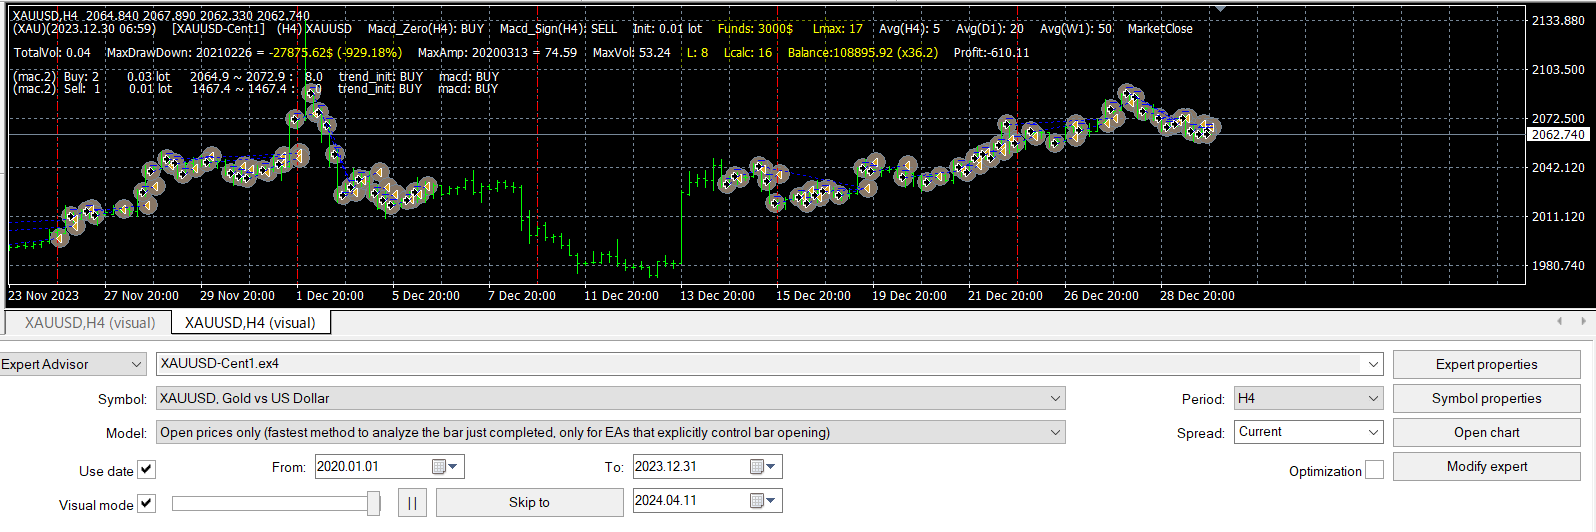 XAUUSD,H4 2064.840 2067.890 2062.330 2062.740
(XAU)(2023.12.30 06:59) [XAUUSD-Cent1] (H4) XAUUSD Macd_Zero(H4): BUY Macd_Sign(H4): SELL Init: 0.01 lot Funds: 3000$ Lmax: 17 Avg(H4): 5 Avg(D1): 20 Avg(W1): 50 MarketClose
TotalVol: 0.04 MaxDrawDown: 20210226 = -27875.62$ (-929.18%) MaxAmp: 20200313 = 74.59 MaxVol: 53.24 L: 8 Lcalc: 16 Balance:108895.92 (x36.2) Profit:-610.11
(mac.2) Buy: 2 0.03 lot 2064.9 ~ 2072.9 : 8.0 trend_init: BUY macd: BUY
(mac.2) Sell: 1 0.01 lot 1467.4 ~ 1467.4 : 0 trend_init: BUY macd: BUY
2133.880
2103.500
2072.500
2062.740
2042.120
2011.120
1980.740
23 Nov 2023 27 Nov 20:00 29 Nov 20:00 1 Dec 20:00 5 Dec 20:00 7 Dec 20:00 11 Dec 20:00 13 Dec 20:00 15 Dec 20:00 19 Dec 20:00 21 Dec 20:00 26 Dec 20:00 28 Dec 20:00
XAUUSD,H4 (visual) XAUUSD,H4 (visual)
Expert Advisor XAUUSD-Cent1.ex4 Expert properties
Symbol: XAUUSD, Gold vs US Dollar Period: H4 Symbol properties
Model: Open prices only (fastest method to analyze the bar just completed, only for EAs that explicitly control bar opening) Spread: Current Open chart
Use date From: 2020.01.01 To: 2023.12.31 Optimization Modify expert
Visual mode Skip to 2024.04.11